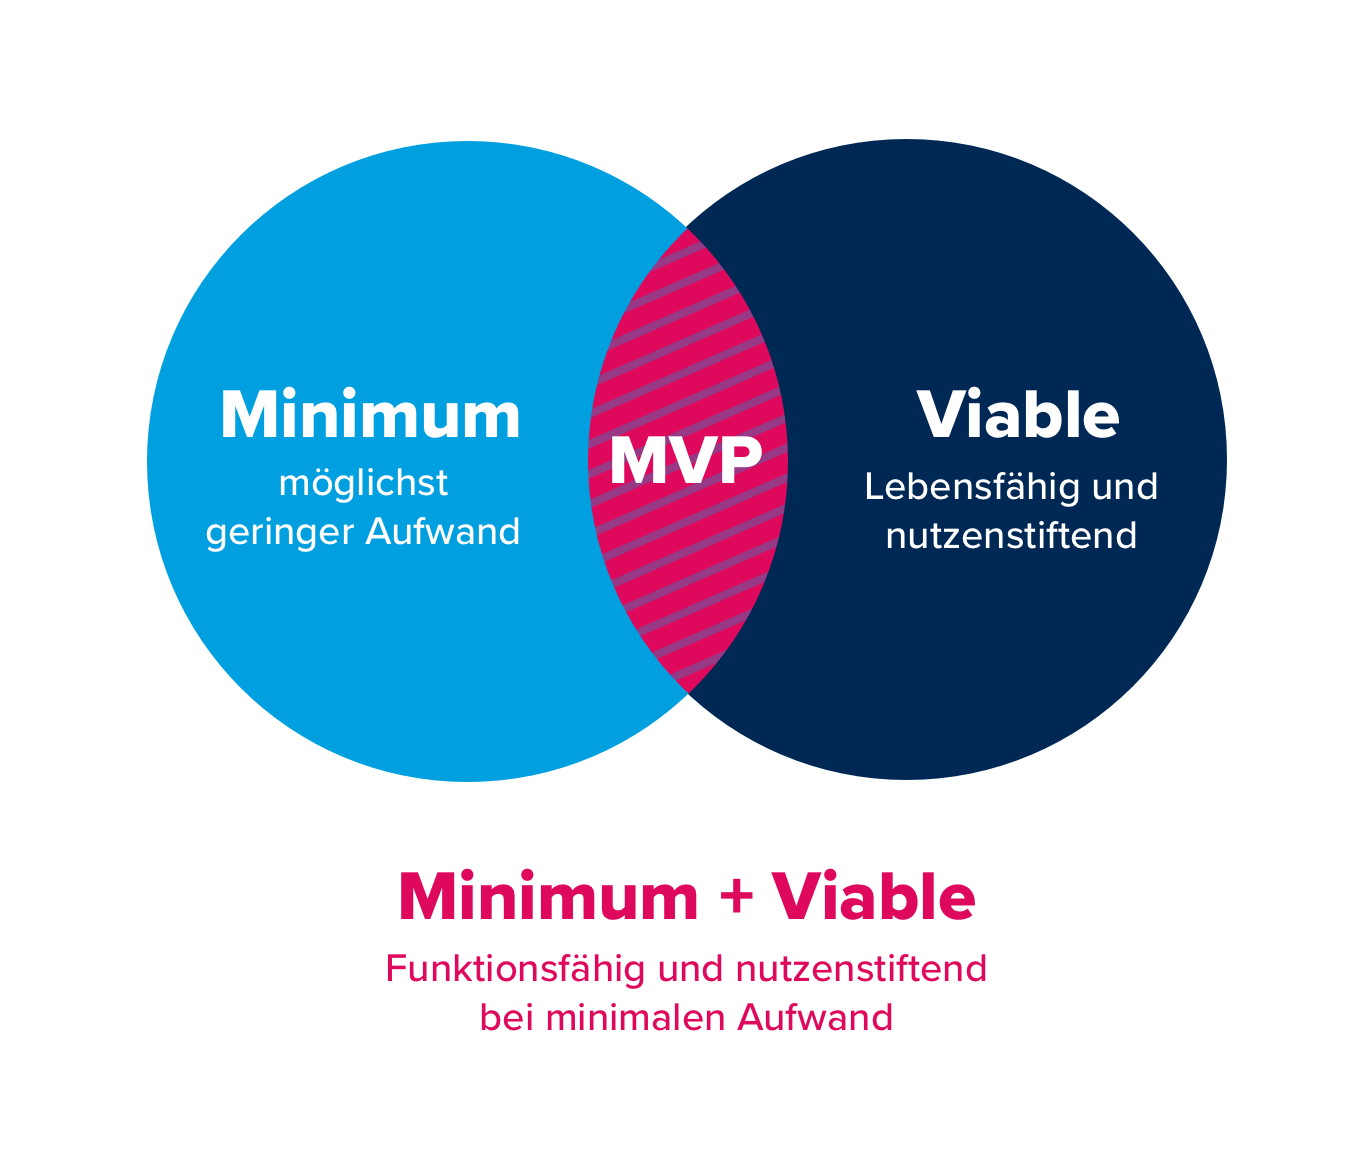 Minimum
möglichst
geringer Aufwand
MVP
Viable
Lebensfähig und
nutzenstiftend
Minimum + Viable
Funktionsfähig und nutzenstiftend
bei minimalen Aufwand